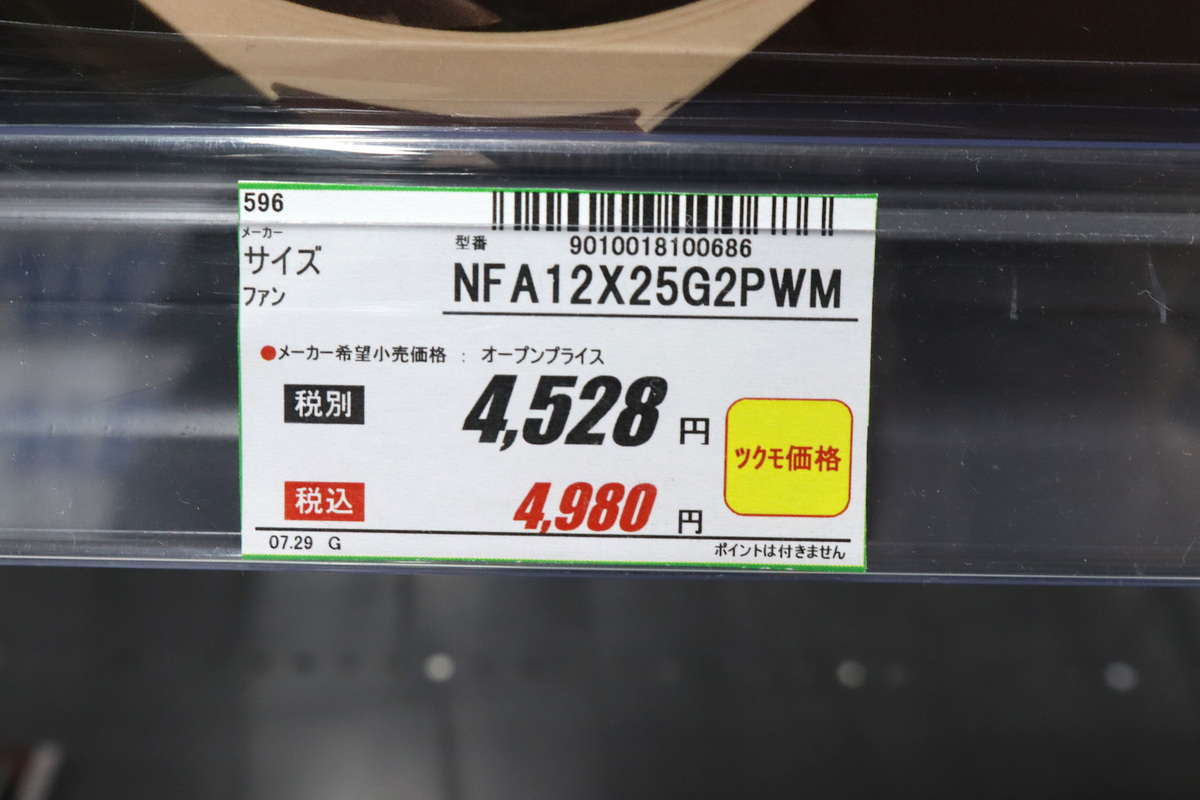 596
メーカー
サイズ
ファン
型番
9010018100686
NFA12X25G2PWM
●メーカー希望小売価格 : オープンプライス
税別 4,528 円
ツクモ価格
税込 4,980 円
07.29 G
ポイントは付きません